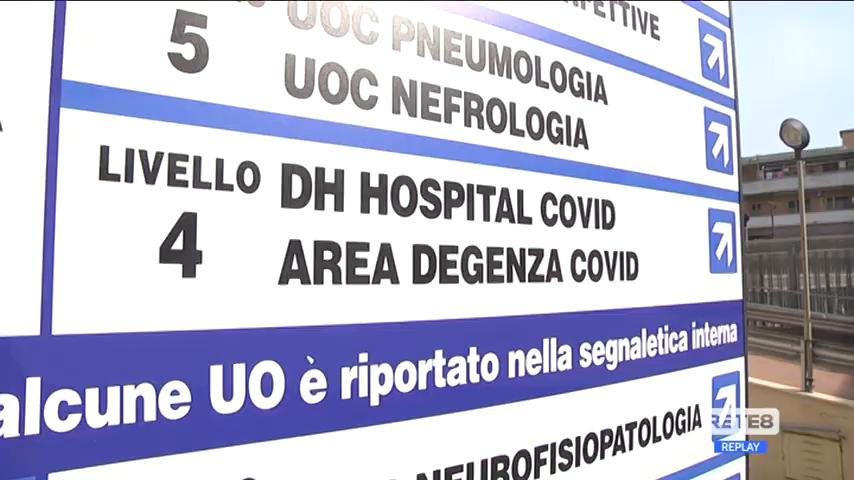 5
UOC PNEUMOLOGIA
UOC NEFROLOGIA
LIVELLO
4
DH HOSPITAL COVID
AREA DEGENZA COVID
alcune UO è riportato nella segnaletica interna
NEUROFISIOPATOLOGIA
RETE8
REPLAY